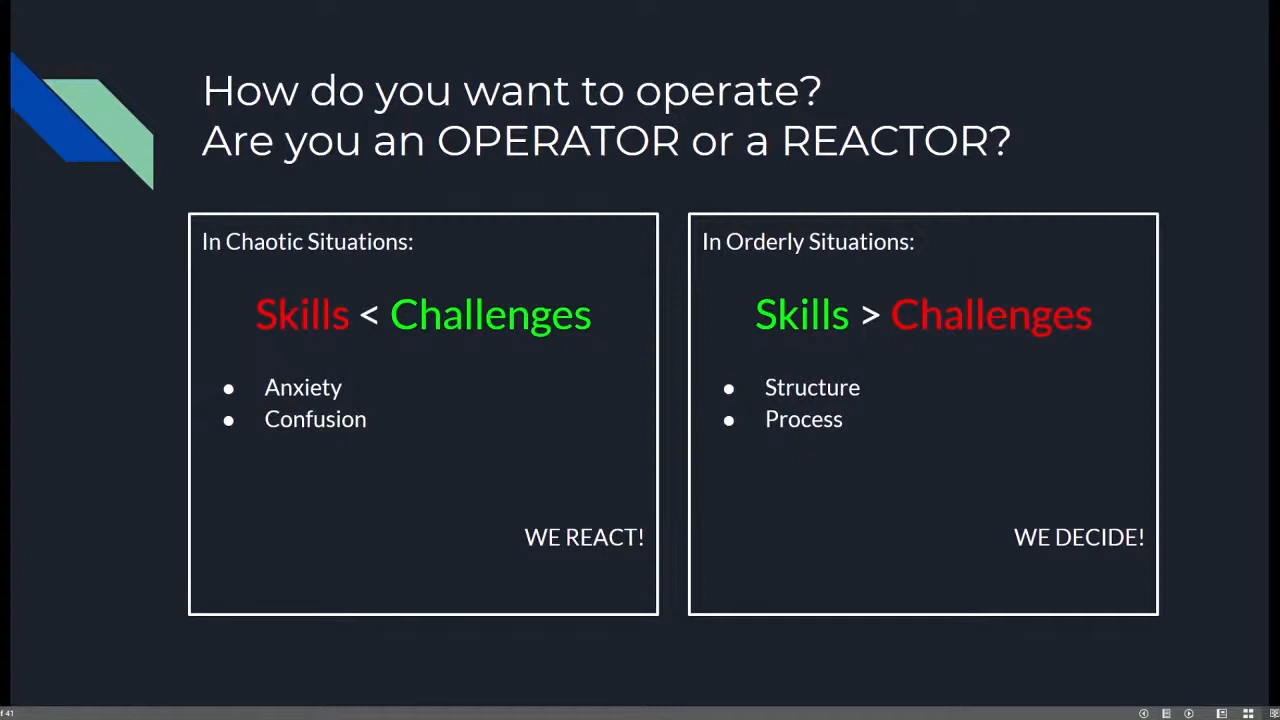 How do you want to operate?
Are you an OPERATOR or a REACTOR?
In Chaotic Situations:
Skills < Challenges
● Anxiety
● Confusion
WE REACT!
In Orderly Situations:
Skills > Challenges
● Structure
● Process
WE DECIDE!
f 41